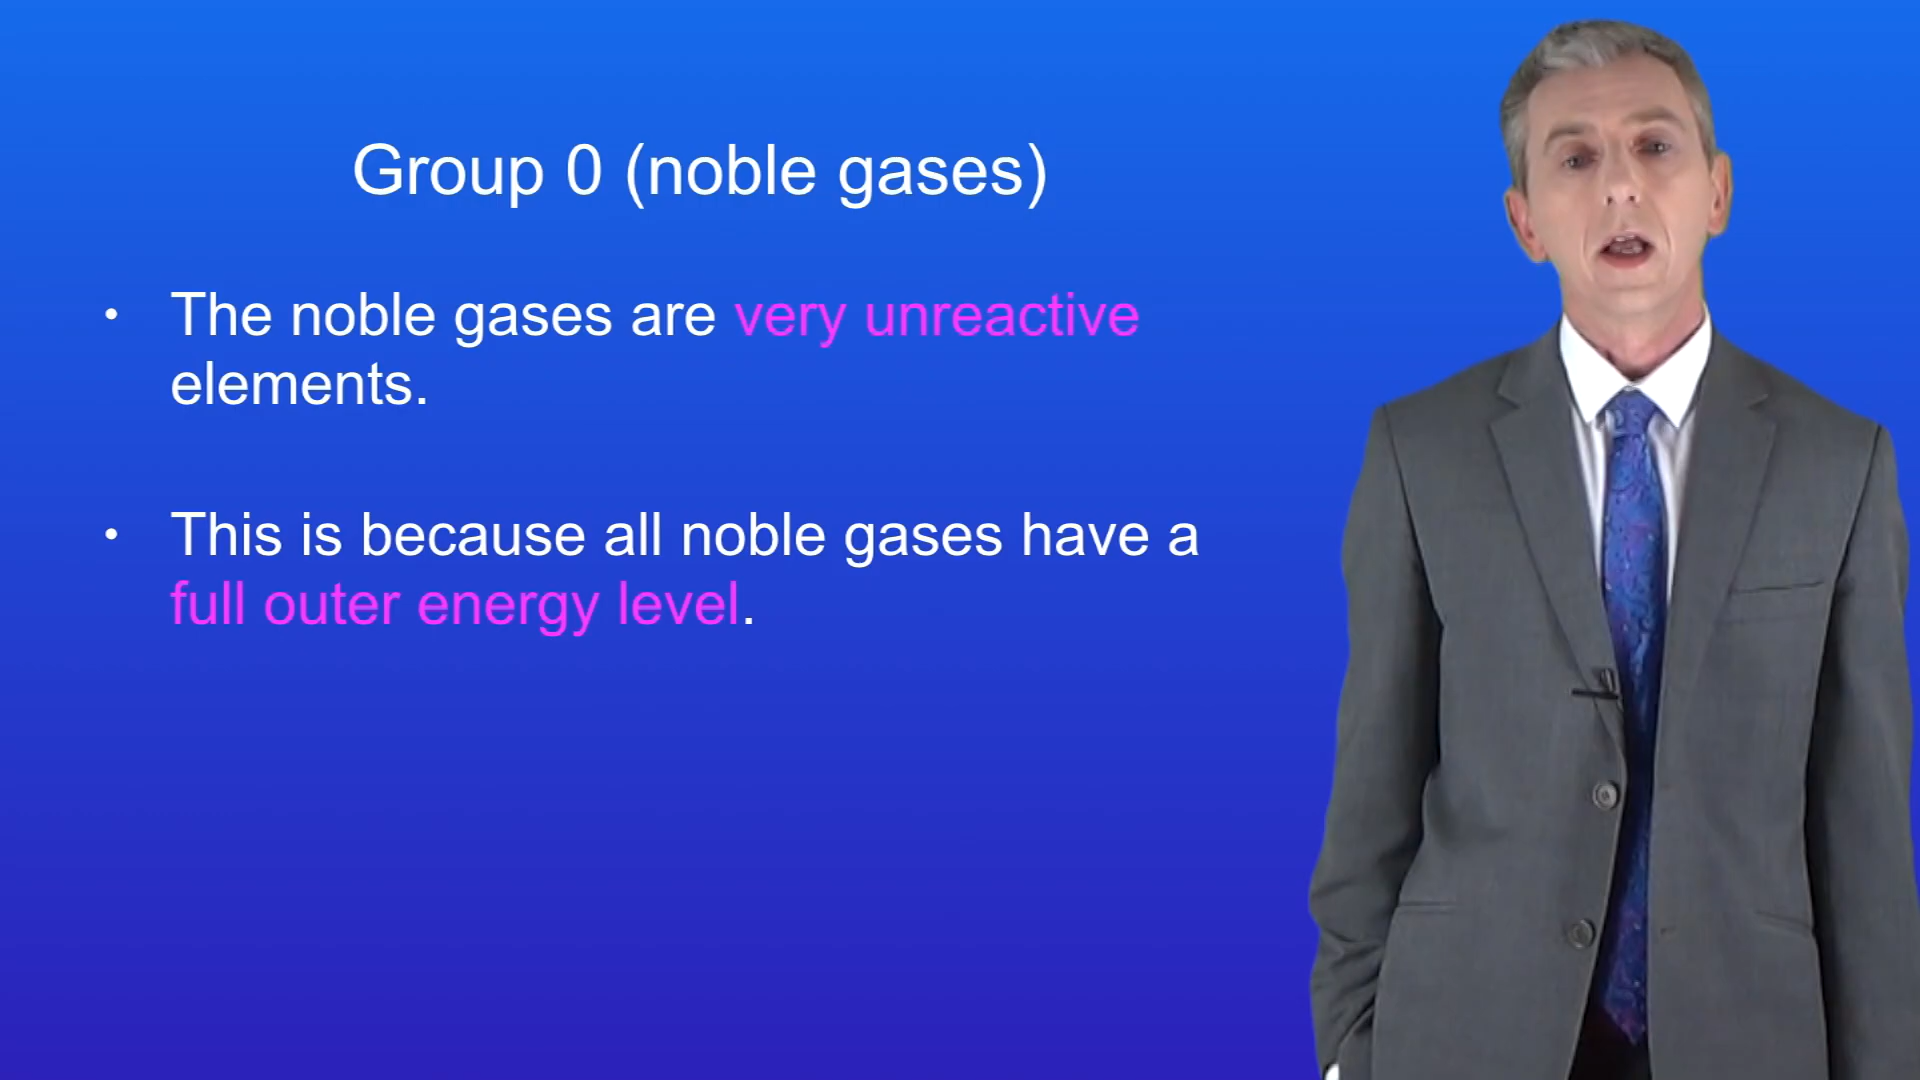 Group 0 (noble gases)
• The noble gases are very unreactive
elements.
• This is because all noble gases have a
full outer energy level.